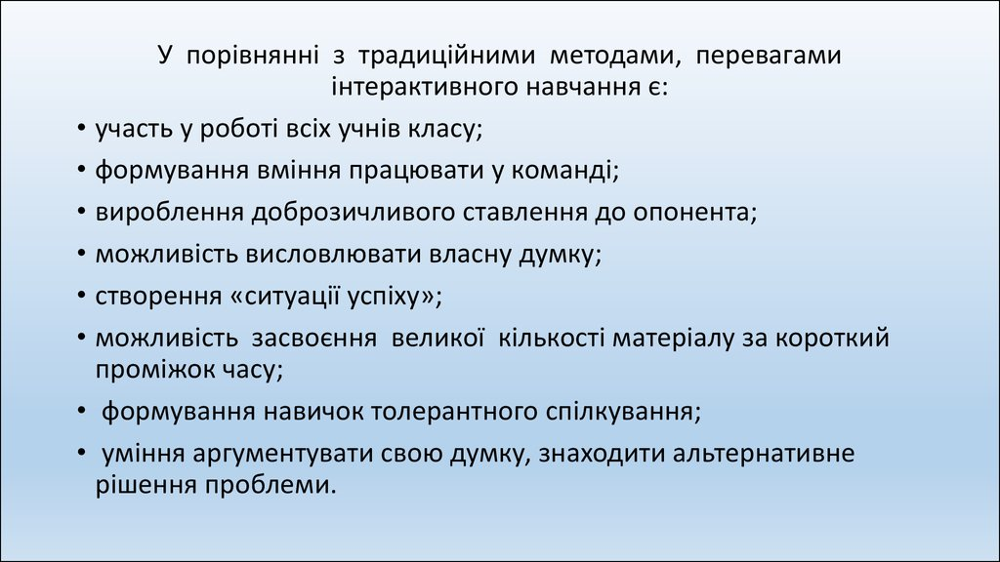 У порівнянні з традиційними методами, перевагами
інтерактивного навчання є:
• участь у роботі всіх учнів класу;
• формування вміння працювати у команді;
• вироблення доброзичливого ставлення до опонента;
• можливість висловлювати власну думку;
• створення «ситуації успіху»;
• можливість засвоєння великої кількості матеріалу за короткий
проміжок часу;
• формування навичок толерантного спілкування;
• уміння аргументувати свою думку, знаходити альтернативне
рішення проблеми.